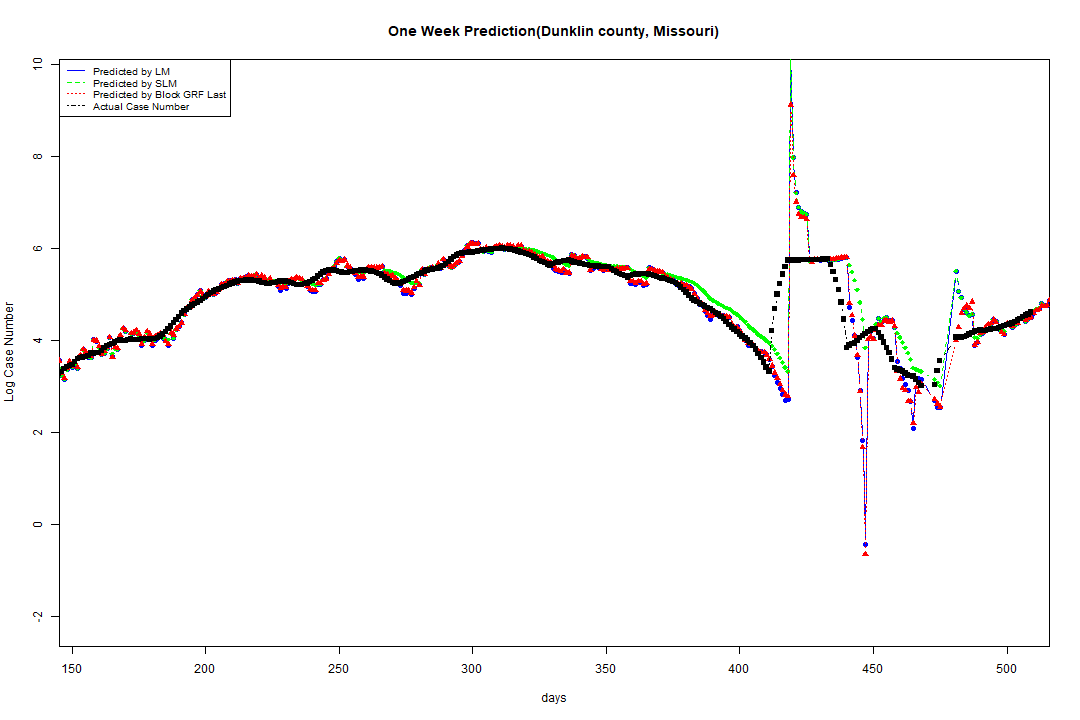 One Week Prediction(Dunklin county, Missouri)
Predicted by LM
Predicted by SLM
Predicted by Block GRF Last
Actual Case Number
10
8
6
4
2
0
-2
Log Case Number
150 200 250 300 350 400 450 500
days